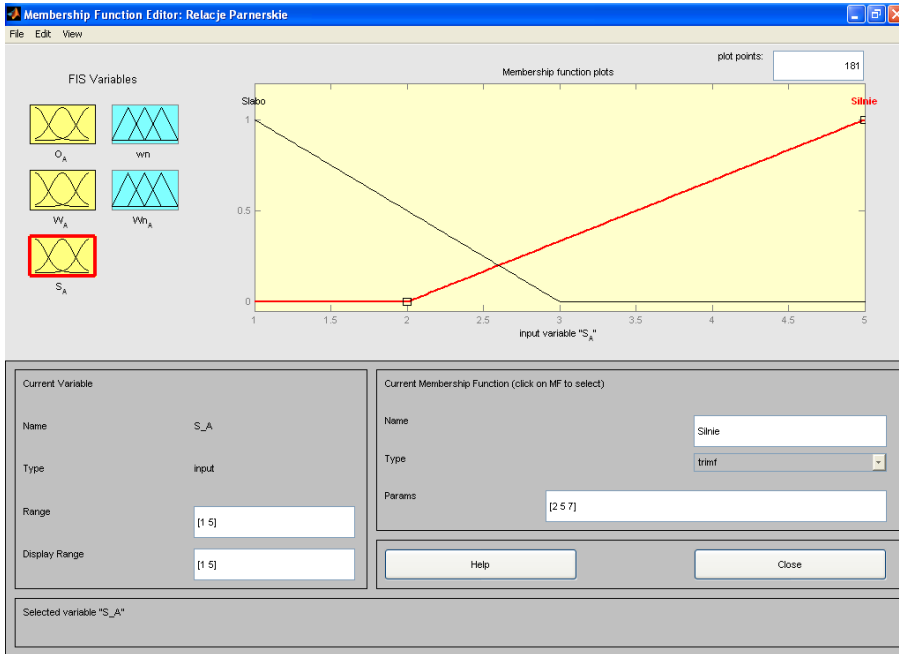 Membership Function Editor: Relacje Parnerskie
File Edit View
FIS Variables
plot points:
181
Membership function plots
O_A
wn
W_A
Wn_A
S_A
Slabo
Silnie
1
0.5
0
1 1.5 2 2.5 3 3.5 4 4.5 5
input variable "S_A"
Current Variable
Name S_A
Type input
Range [1 5]
Display Range [1 5]
Current Membership Function (click on MF to select)
Name Silnie
Type trimf
Params [2 5 7]
Help Close
Selected variable "S_A"